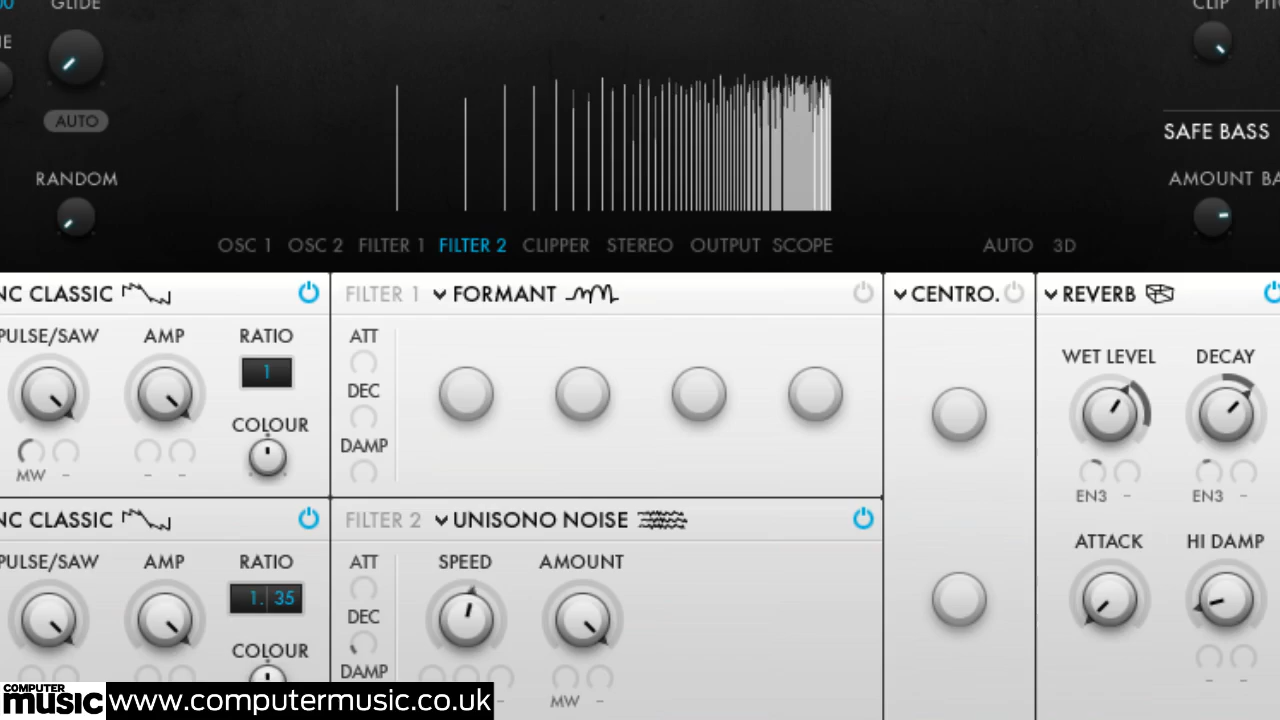 GLIDE
CLIP
AUTO
SAFE BASS
RANDOM
AMOUNT
OSC 1 OSC 2 FILTER 1 FILTER 2 CLIPPER STEREO OUTPUT SCOPE AUTO 3D
NC CLASSIC
FILTER 1 FORMANT
CENTRO.
REVERB
PULSE/SAW AMP RATIO
1
COLOUR
MW - - -
ATT
DEC
DAMP
WET LEVEL DECAY
EN3 - EN3 -
NC CLASSIC
FILTER 2 UNISONO NOISE
PULSE/SAW AMP RATIO
1. 35
COLOUR
ATT
DEC
DAMP
SPEED AMOUNT
MW -
ATTACK HI DAMP
- -
COMPUTER MUSIC www.computermusic.co.uk